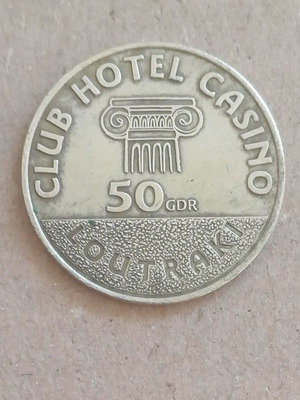 CLUB HOTEL CASINO
50 GDR
LOUTRAKI